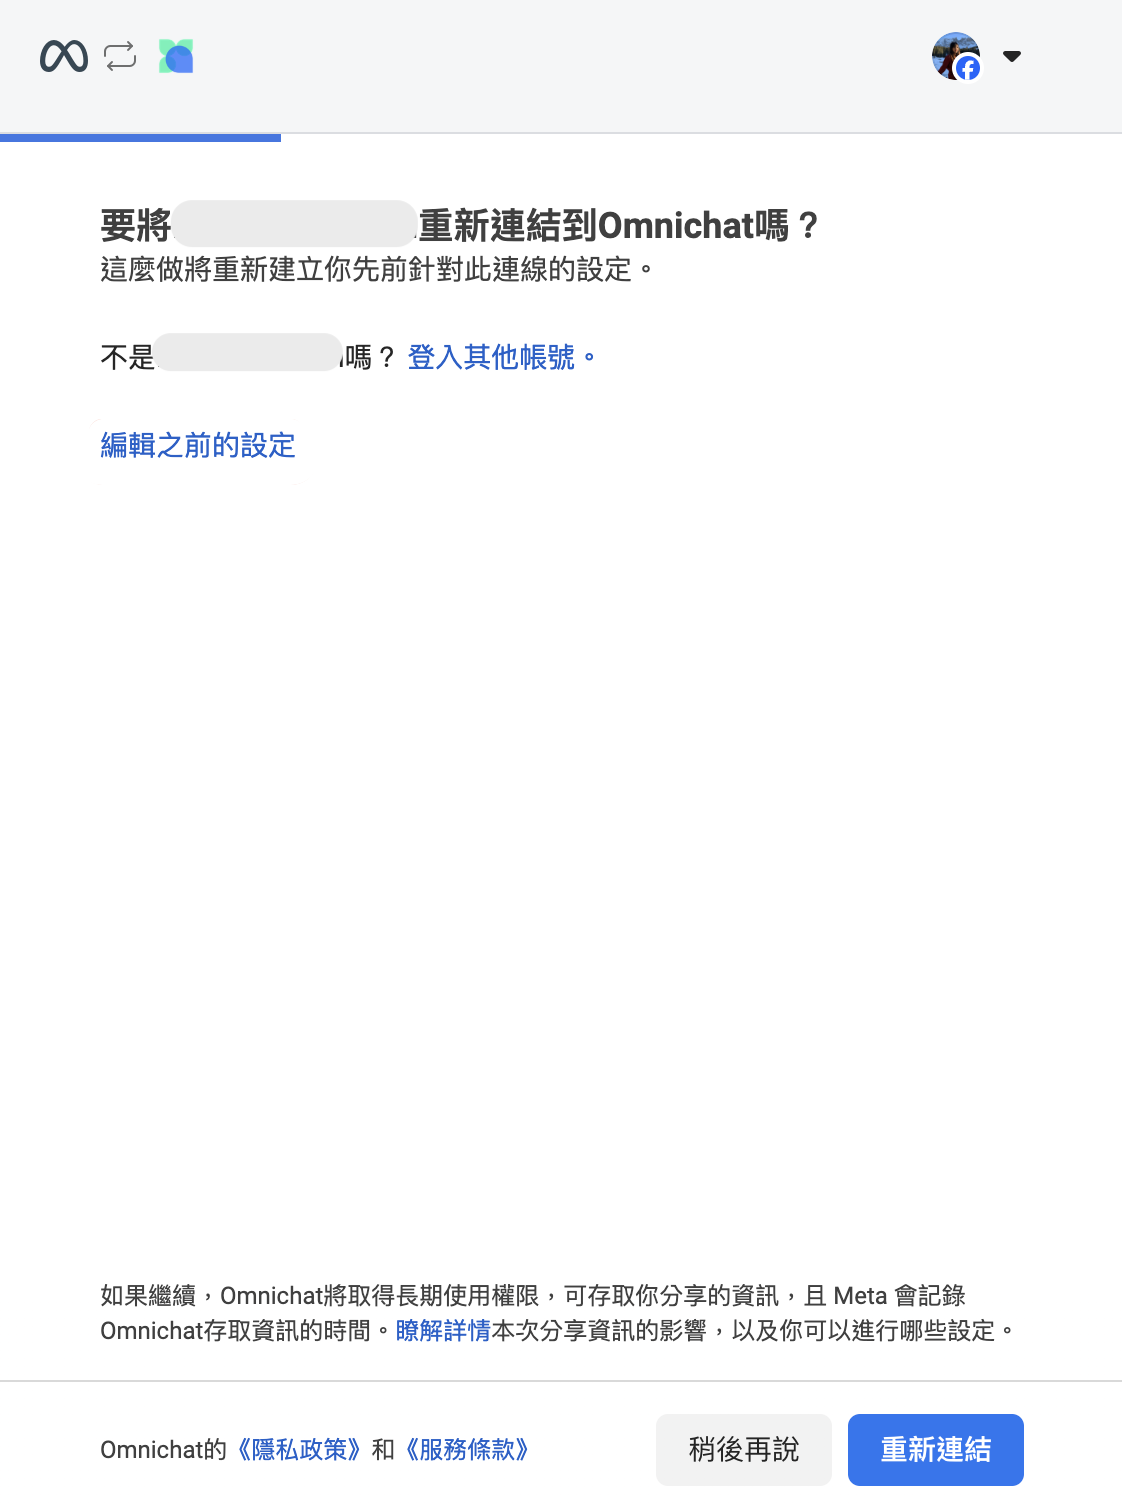 要將重新連結到Omnichat嗎？
這麼做將重新建立你先前針對此連線的設定。
不是嗎？ 登入其他帳號。
編輯之前的設定
如果繼續，Omnichat將取得長期使用權限，可存取你分享的資訊，且 Meta 會記錄
Omnichat存取資訊的時間。瞭解詳情本次分享資訊的影響，以及你可以進行哪些設定。
Omnichat的《隱私政策》和《服務條款》
稍後再說
重新連結